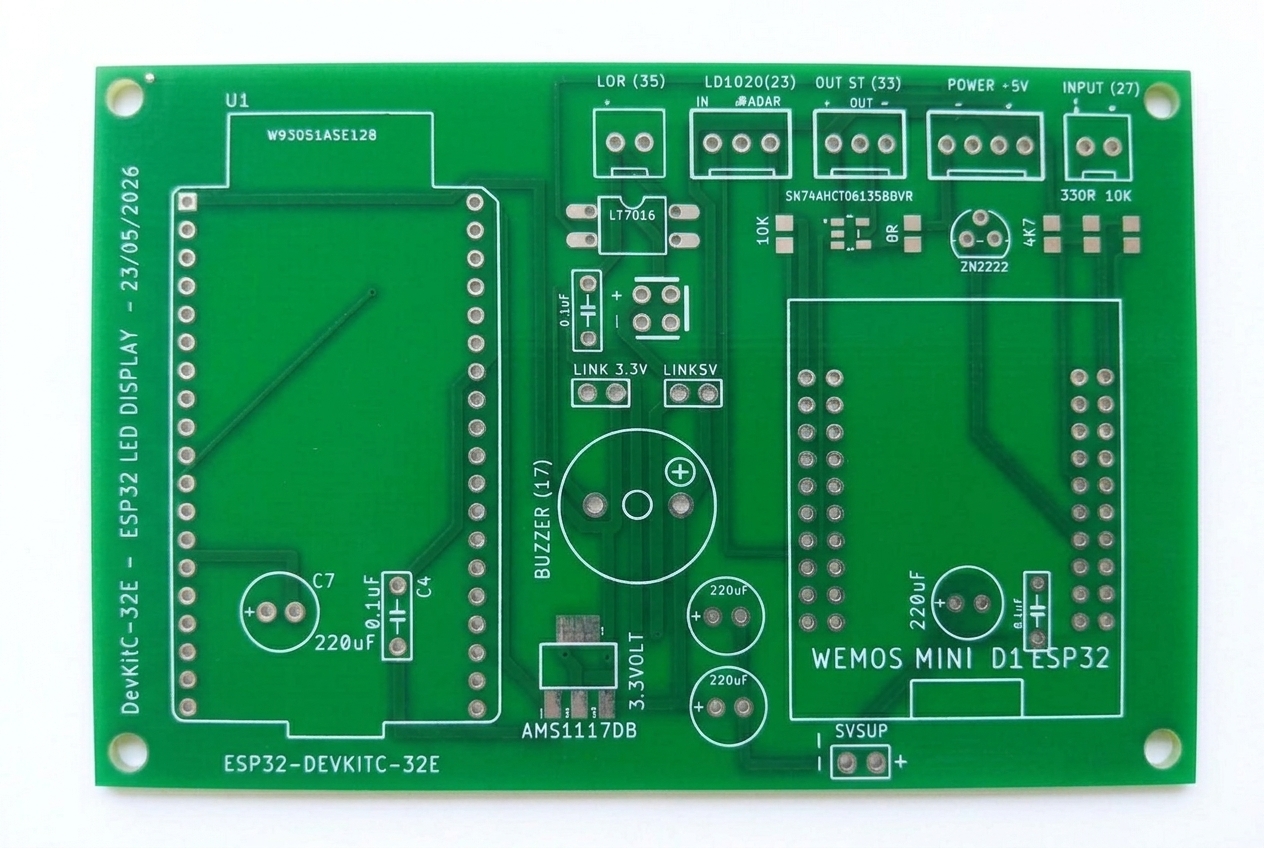 LOR (35)
LD1020(23)
OUT ST (33)
POWER +5V
INPUT (27)
IN
+ OUT -
U1
W930S1ASE128
SN74AHCT06135BBVR
330R 10K
LT7016
10K
0R
4K7
ZN2222
0.1uF
+
-
LINK 3.3V
LINK5V
DevkitC-32E - ESP32 LED DISPLAY - 23/05/2026
BUZZER (17)
+
C7
+
220uF
0.1uF
C4
220uF
+
220uF
+
220uF
+
0.1uF
WEMOS MINI D1 ESP32
3.3VOLT
AMS1117DB
SVSUP
- +
ESP32-DEVKITC-32E